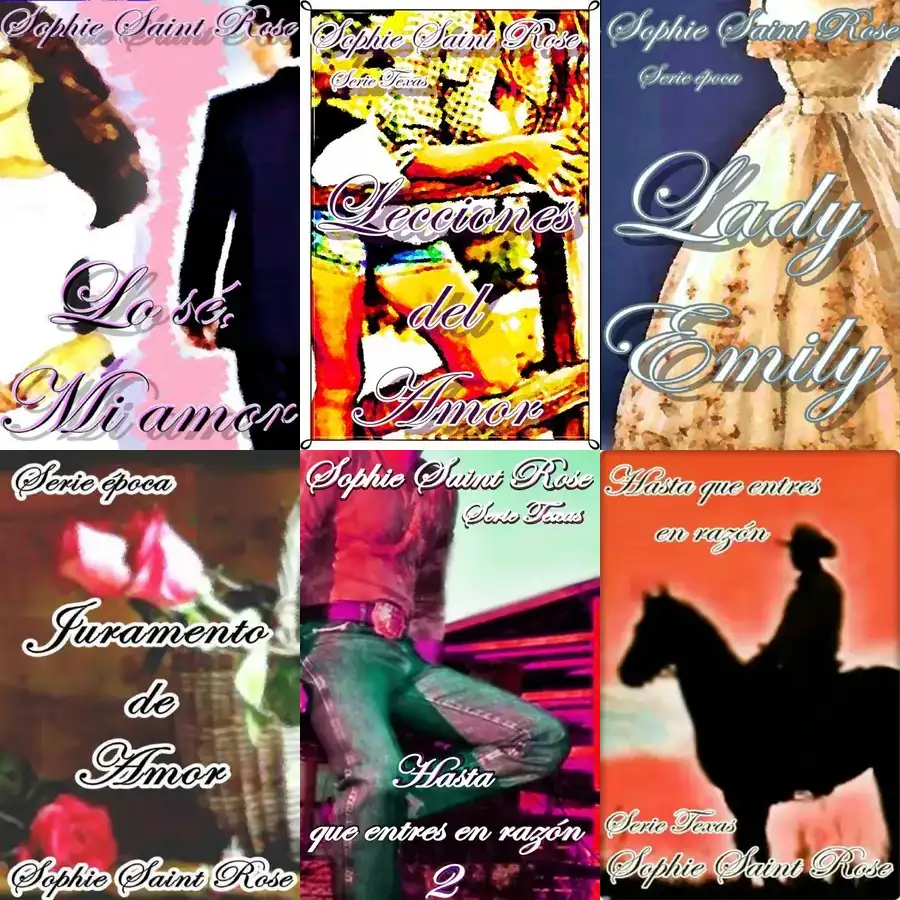 Sophie Saint Rose
Lo sé,
Mi amor
Sophie Saint Rose
Serie Texas
Lecciones
del
Amor
Sophie Saint Rose
Serie época
Lady
Emily
Serie época
Juramento
de
Amor
Sophie Saint Rose
Sophie Saint Rose
Serie Texas
Hasta
que entres en razón
2
Hasta que entres
en razón
Serie Texas
Sophie Saint Rose